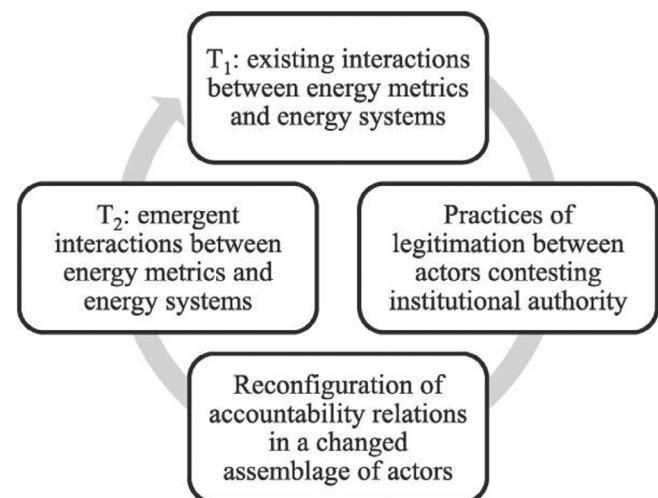 T₁: existing interactions
between energy metrics
and energy systems
Practices of
legitimation between
actors contesting
institutional authority
Reconfiguration of
accountability relations
in a changed
assemblage of actors
T₂: emergent
interactions between
energy metrics and
energy systems